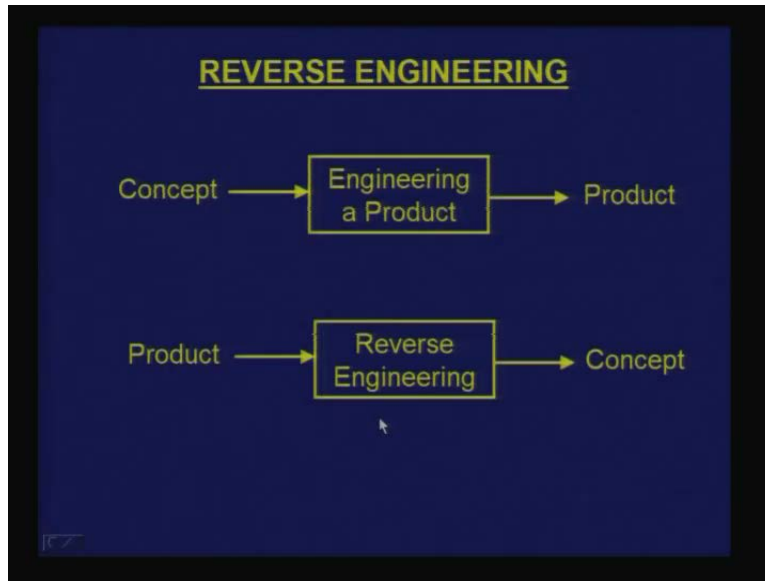 REVERSE ENGINEERING
Concept
Engineering
a Product
Product
Product
Reverse
Engineering
Concept